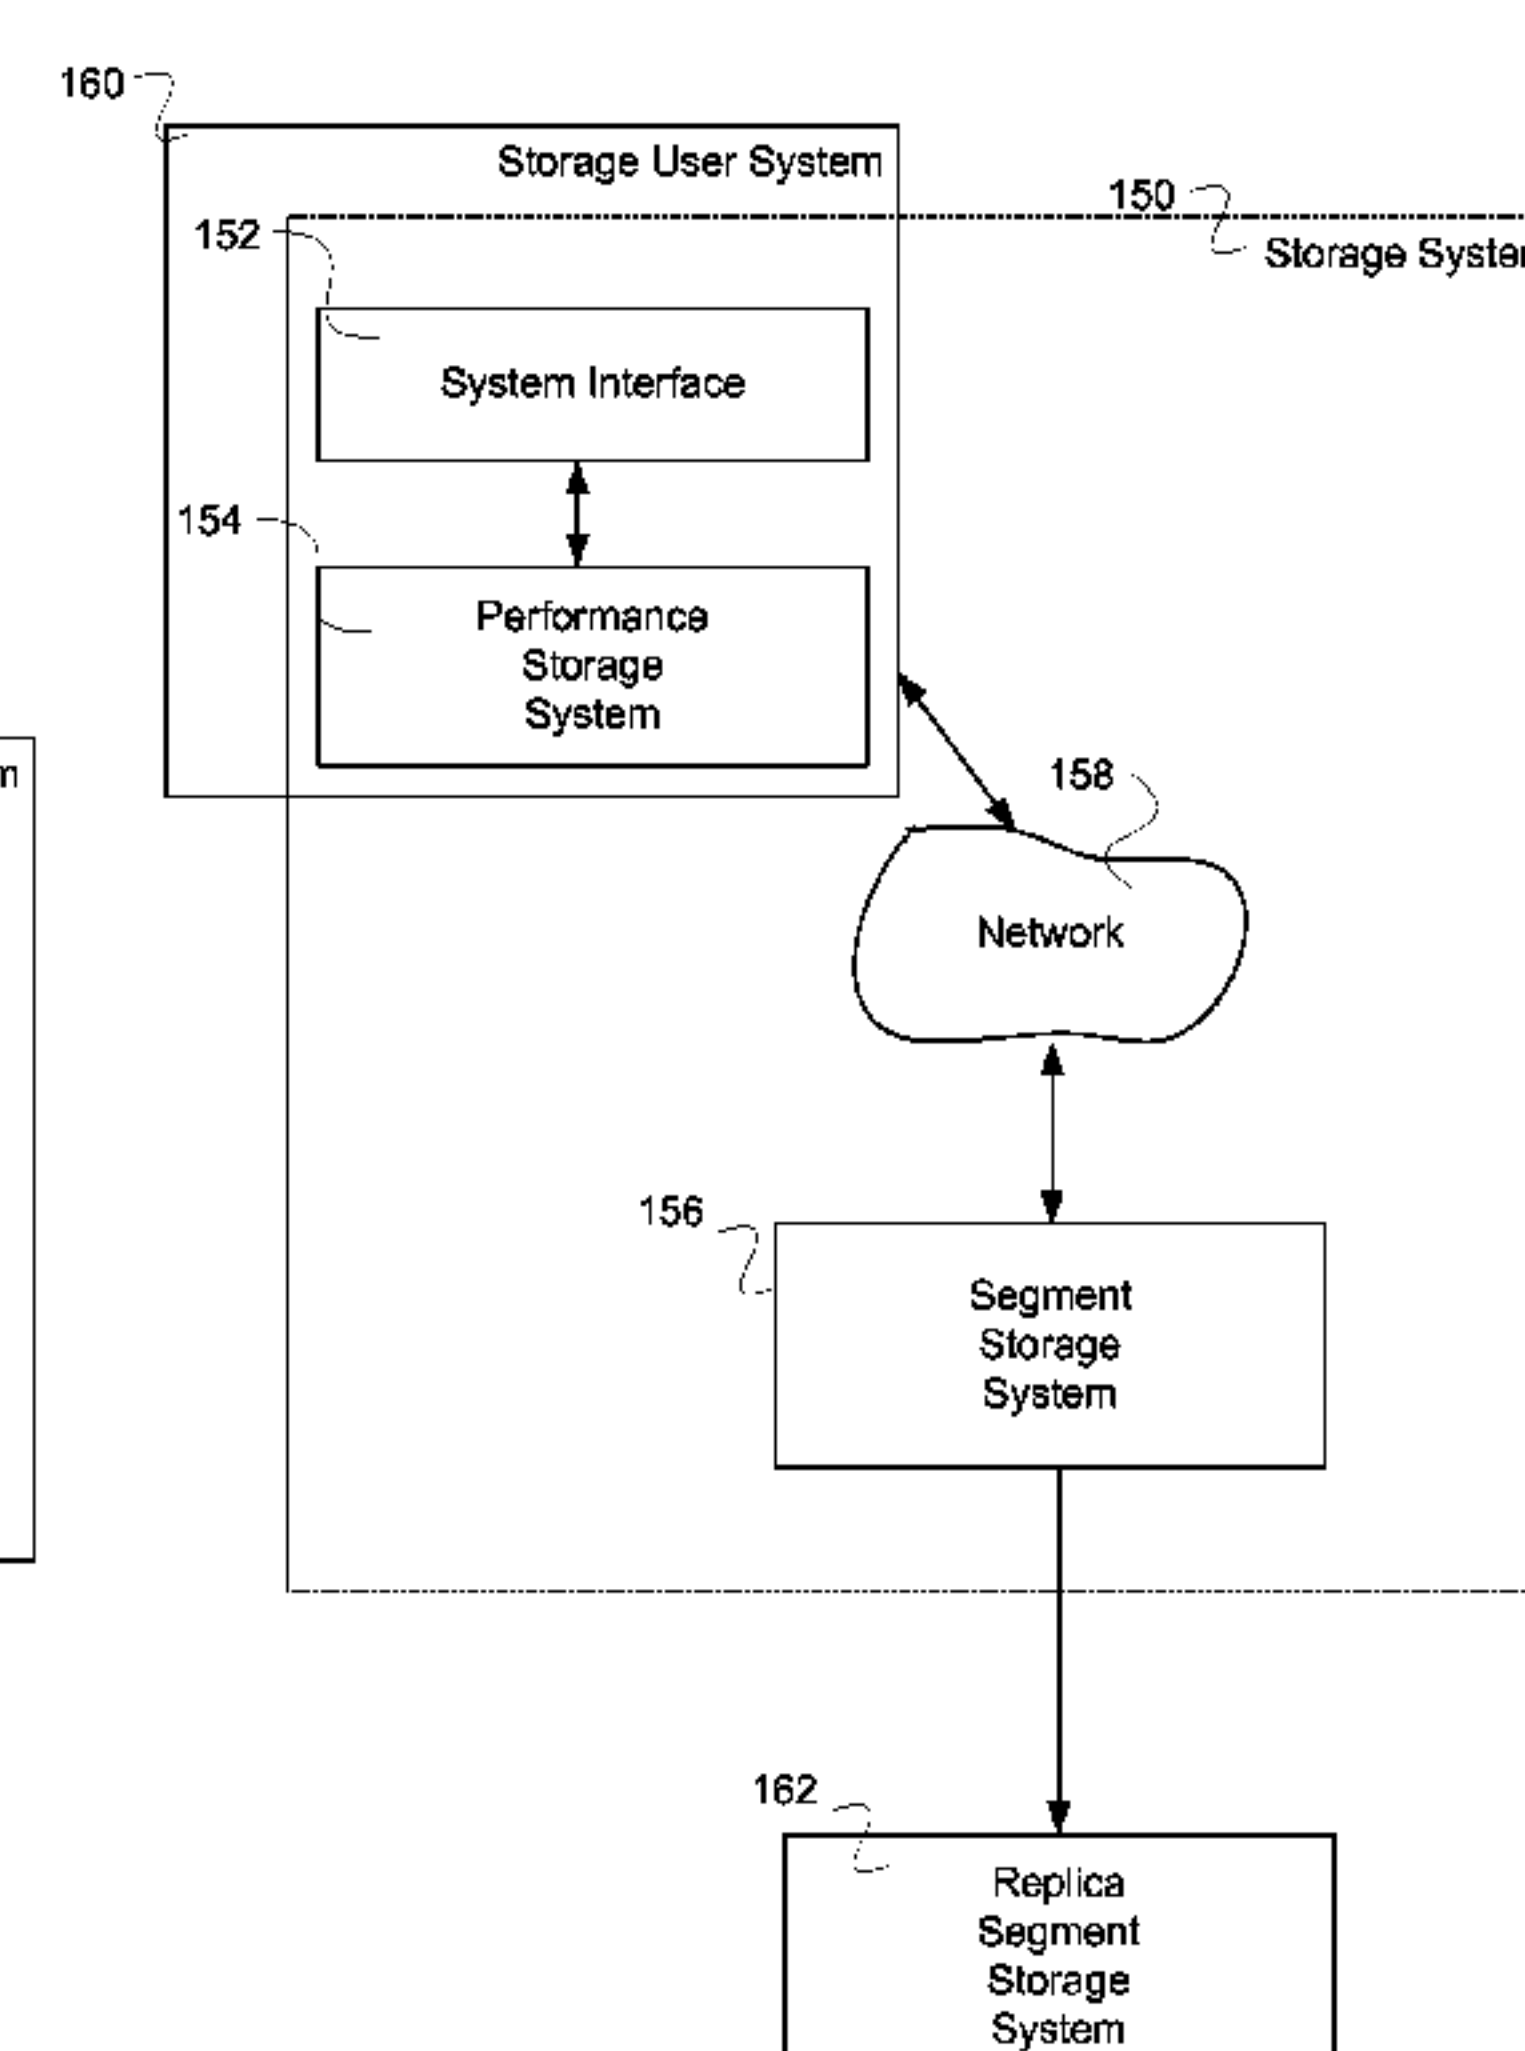 160
Storage User System
150
152
Storage System
System Interface
154
Performance
Storage
System
m
158
Network
156
Segment
Storage
System
162
Replica
Segment
Storage
System